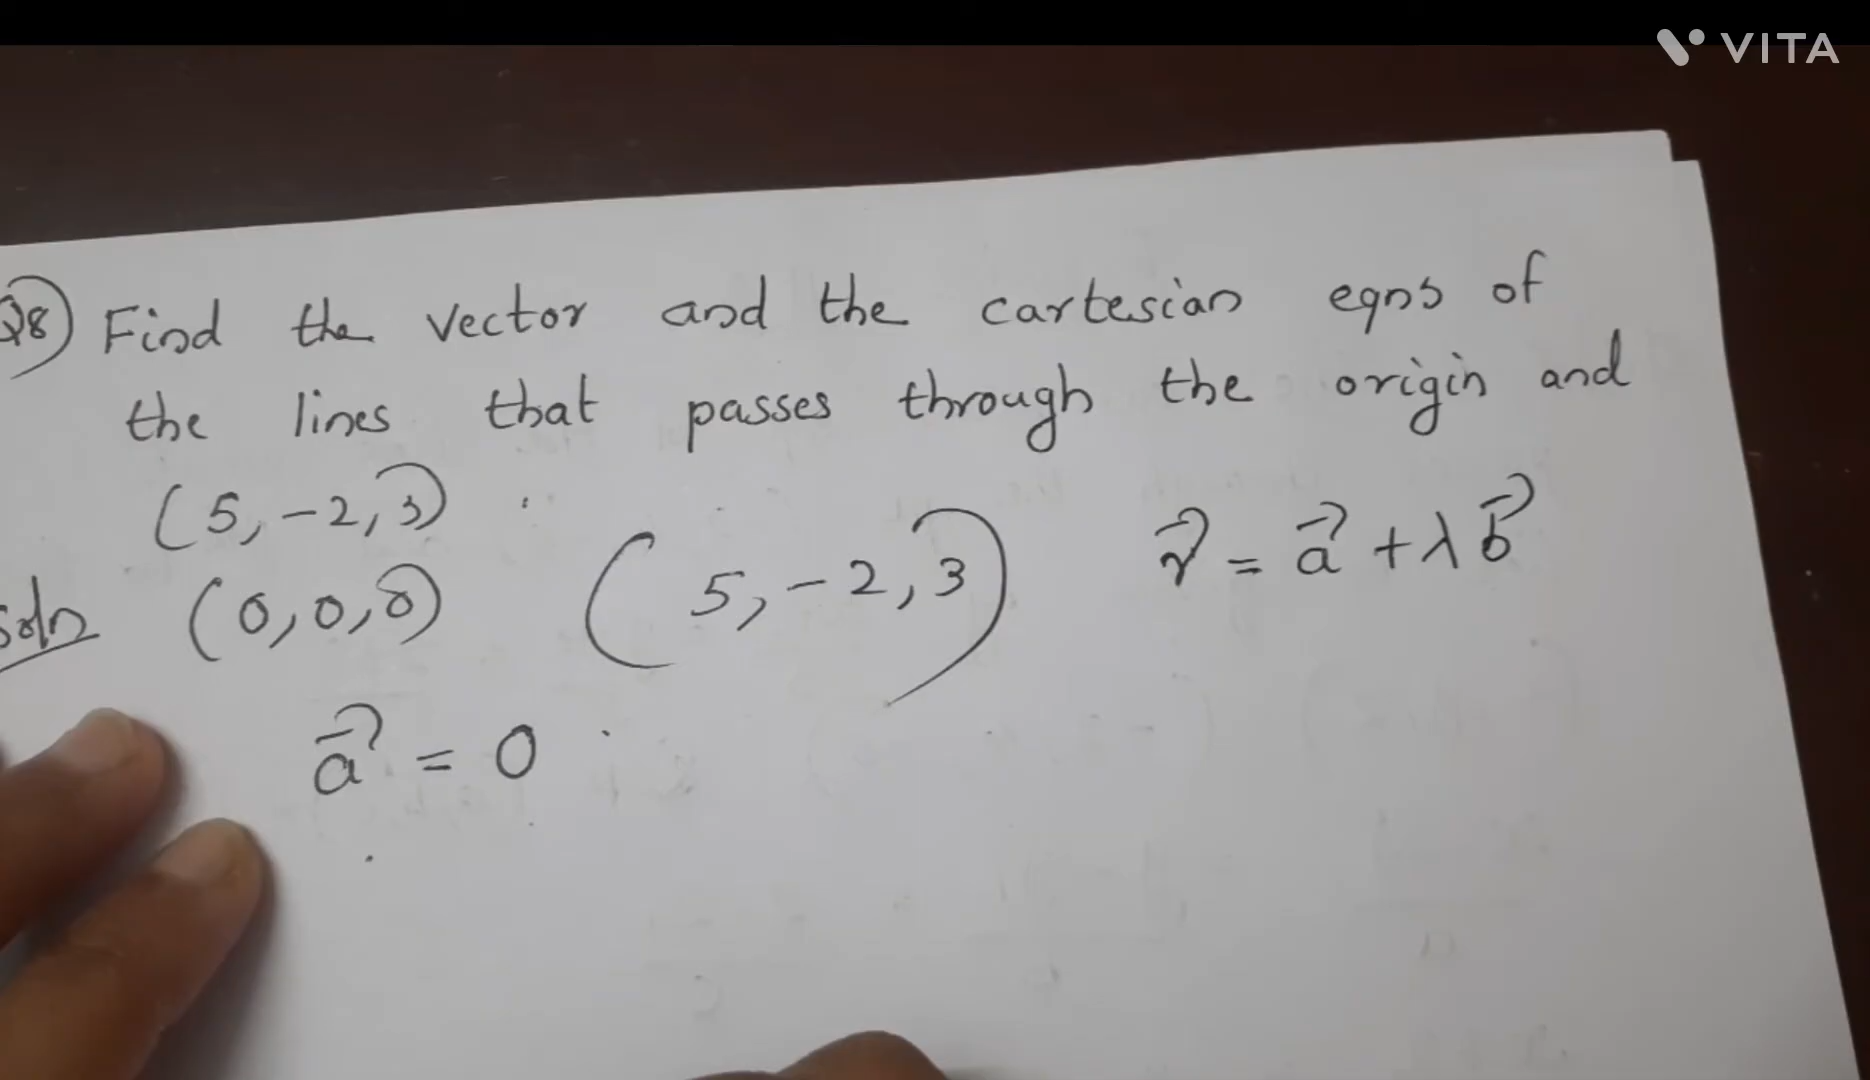 VITA
Q8) Find the vector and the cartesian eqns of
the lines that passes through the origin and
(5, -2, 3)
Soln (0, 0, 0) (5, -2, 3) r⃗ = a⃗ + λ b⃗
a⃗ = 0